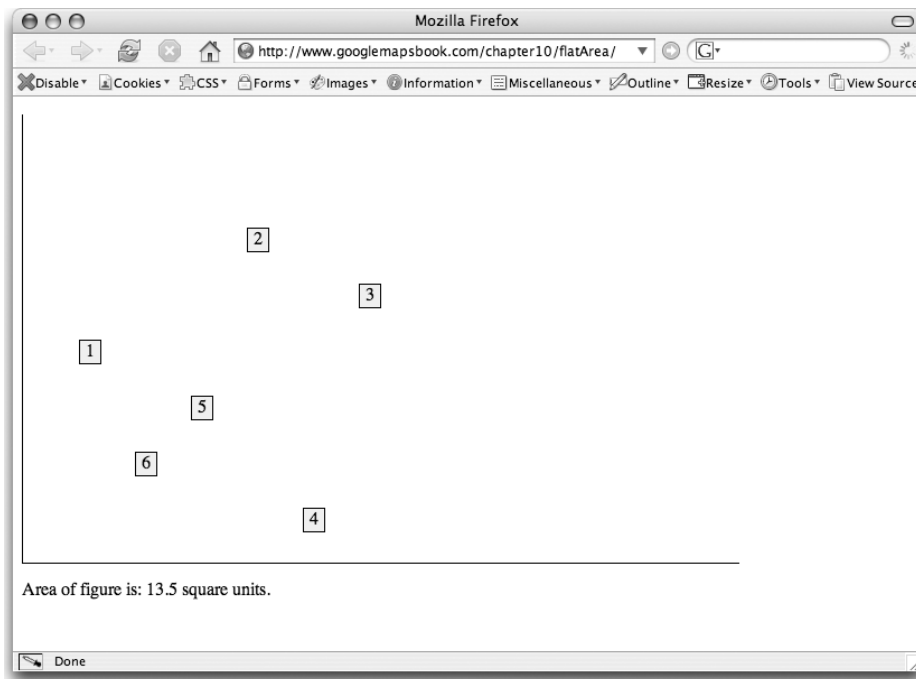 Mozilla Firefox
http://www.googlemapsbook.com/chapter10/flatArea/ G
Disable Cookies CSS Forms Images Information Miscellaneous Outline Resize Tools View Source
2
3
1
5
6
4
Area of figure is: 13.5 square units.
Done